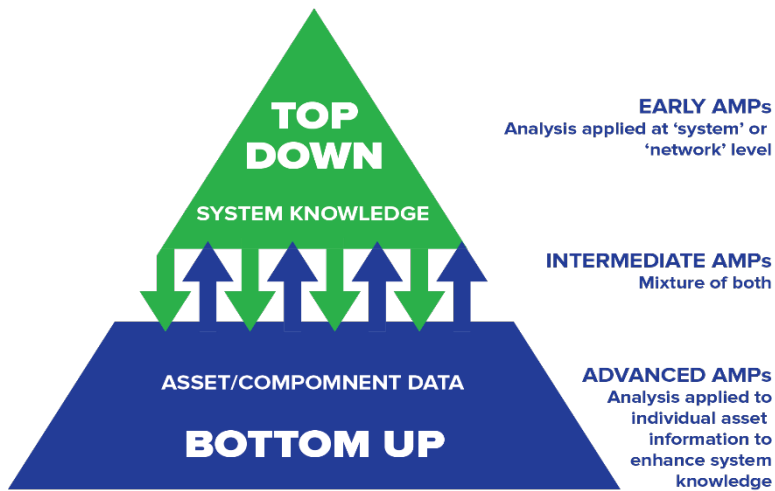 TOP
DOWN
SYSTEM KNOWLEDGE
ASSET/COMPOMNENT DATA
BOTTOM UP
EARLY AMPs
Analysis applied at ‘system’ or
‘network’ level
INTERMEDIATE AMPs
Mixture of both
ADVANCED AMPs
Analysis applied to
individual asset
information to
enhance system
knowledge